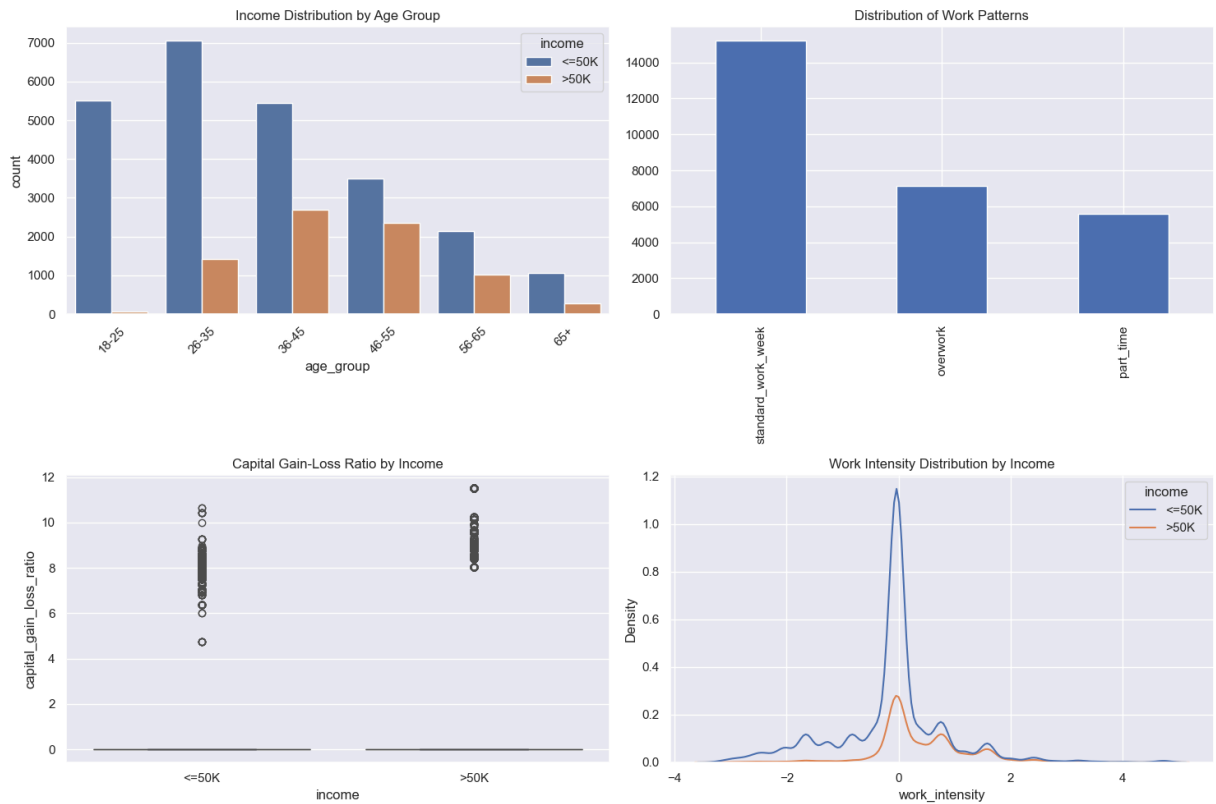 Income Distribution by Age Group
7000
6000
5000
4000
3000
2000
1000
0
count
income
<=50K
>50K
18-25
26-35
36-45
46-55
56-65
65+
age_group
Distribution of Work Patterns
14000
12000
10000
8000
6000
4000
2000
0
standard_work_week
overwork
part_time
Capital Gain-Loss Ratio by Income
12
10
8
6
4
2
0
capital_gain_loss_ratio
<=50K
>50K
income
Work Intensity Distribution by Income
1.2
1.0
0.8
0.6
0.4
0.2
0.0
Density
income
<=50K
>50K
−4
−2
0
2
4
work_intensity